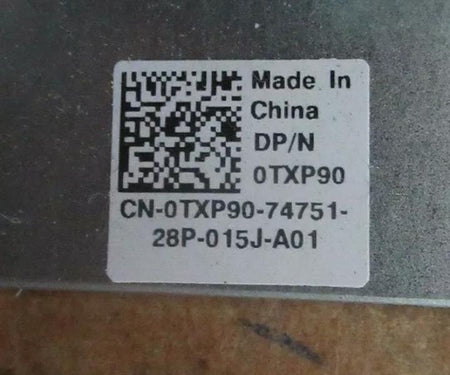 Made In
China
DP/N
0TXP90
CN-0TXP90-74751-
28P-015J-A01